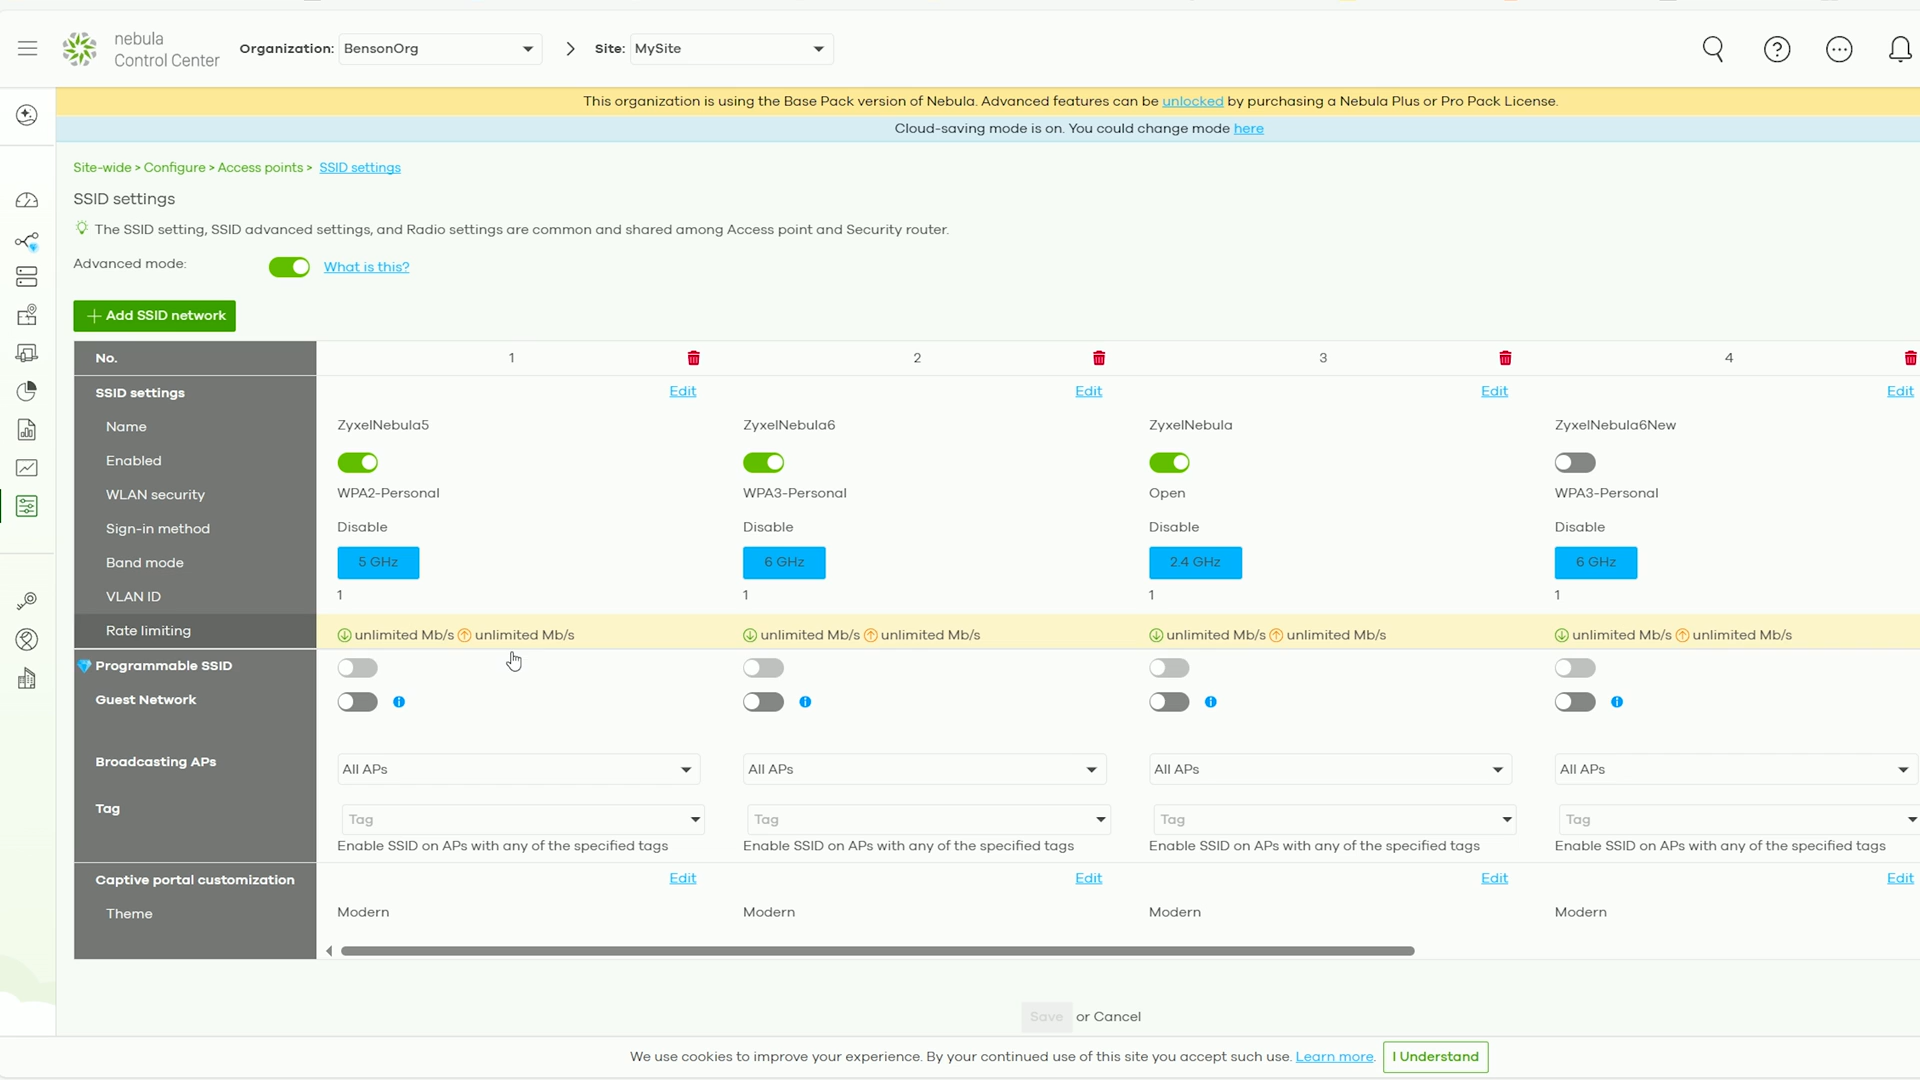 nebula
Control Center
Organization: BensonOrg
Site: MySite
This organization is using the Base Pack version of Nebula. Advanced features can be unlocked by purchasing a Nebula Plus or Pro Pack License.
Cloud-saving mode is on. You could change mode here
Site-wide > Configure > Access points > SSID settings
SSID settings
The SSID setting, SSID advanced settings, and Radio settings are common and shared among Access point and Security router.
Advanced mode: What is this?
+ Add SSID network
No. 1 2 3 4
SSID settings Edit Edit Edit Edit
Name ZyxelNebula5 ZyxelNebula6 ZyxelNebula ZyxelNebula6New
Enabled
WLAN security WPA2-Personal WPA3-Personal Open WPA3-Personal
Sign-in method Disable Disable Disable Disable
Band mode 5 GHz 6 GHz 2.4 GHz 6 GHz
VLAN ID 1 1 1 1
Rate limiting unlimited Mb/s unlimited Mb/s unlimited Mb/s unlimited Mb/s unlimited Mb/s unlimited Mb/s unlimited Mb/s unlimited Mb/s
Programmable SSID
Guest Network
Broadcasting APs All APs All APs All APs All APs
Tag Tag Tag Tag Tag
Enable SSID on APs with any of the specified tags Enable SSID on APs with any of the specified tags Enable SSID on APs with any of the specified tags Enable SSID on APs with any of the specified tags
Captive portal customization Edit Edit Edit Edit
Theme Modern Modern Modern Modern
Save or Cancel
We use cookies to improve your experience. By your continued use of this site you accept such use. Learn more. I Understand